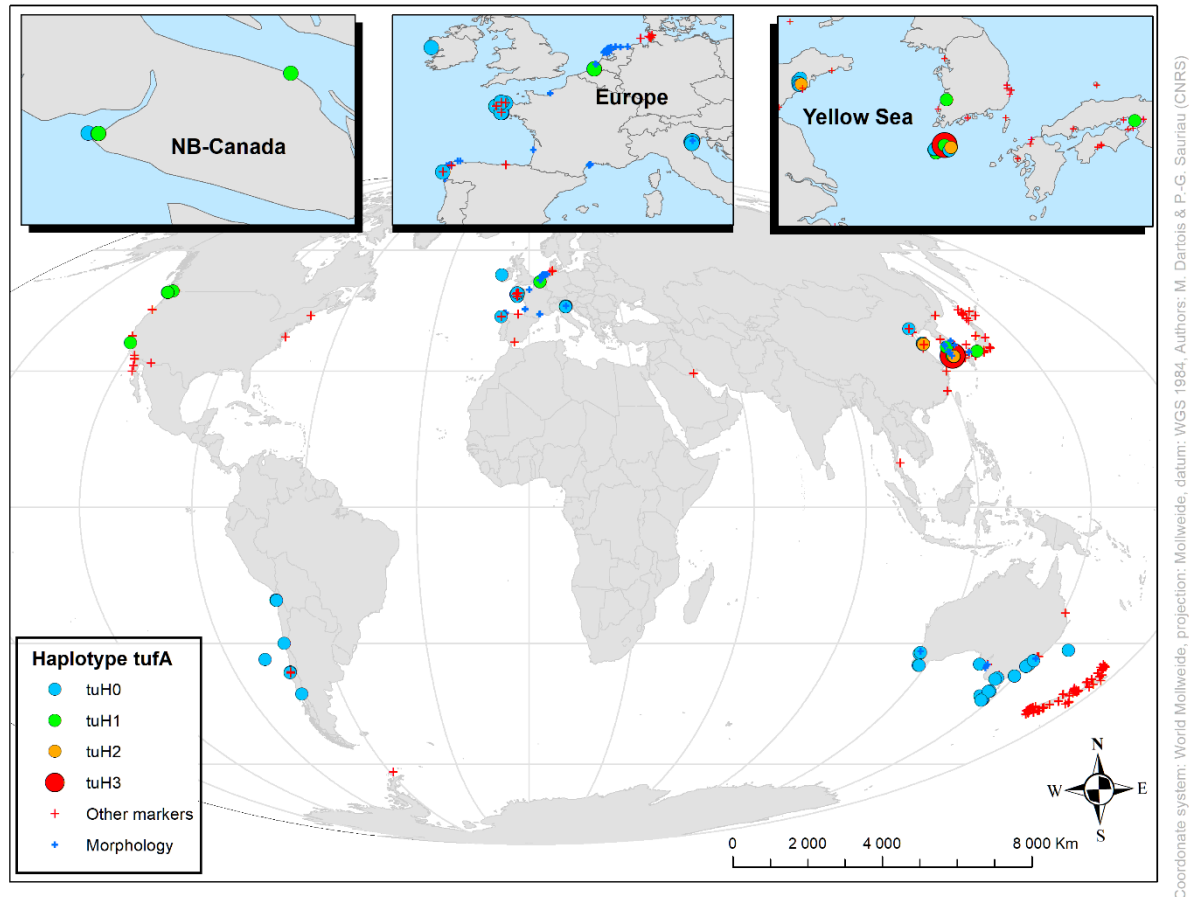 NB-Canada
Europe
Yellow Sea
Haplotype tufA
tuH0
tuH1
tuH2
tuH3
Other markers
Morphology
N
W
E
S
0 2 000 4 000 8 000 Km
Coordonate system: World Mollweide, projection: Mollweide, datum: WGS 1984, Authors: M. Dartois & P.-G. Sauriau (CNRS)